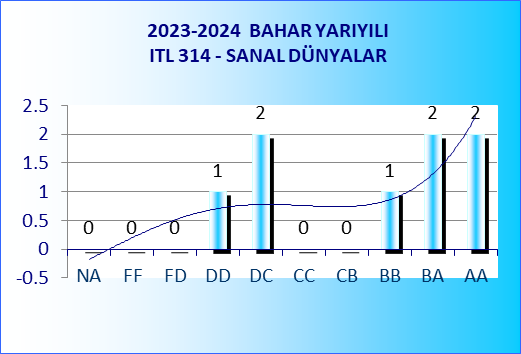 2023-2024 BAHAR YARIYILI
ITL 314 - SANAL DÜNYALAR
2.5
2
1.5
1
0.5
0
-0.5
0 0 0 1 2 0 0 1 2 2
NA FF FD DD DC CC CB BB BA AA